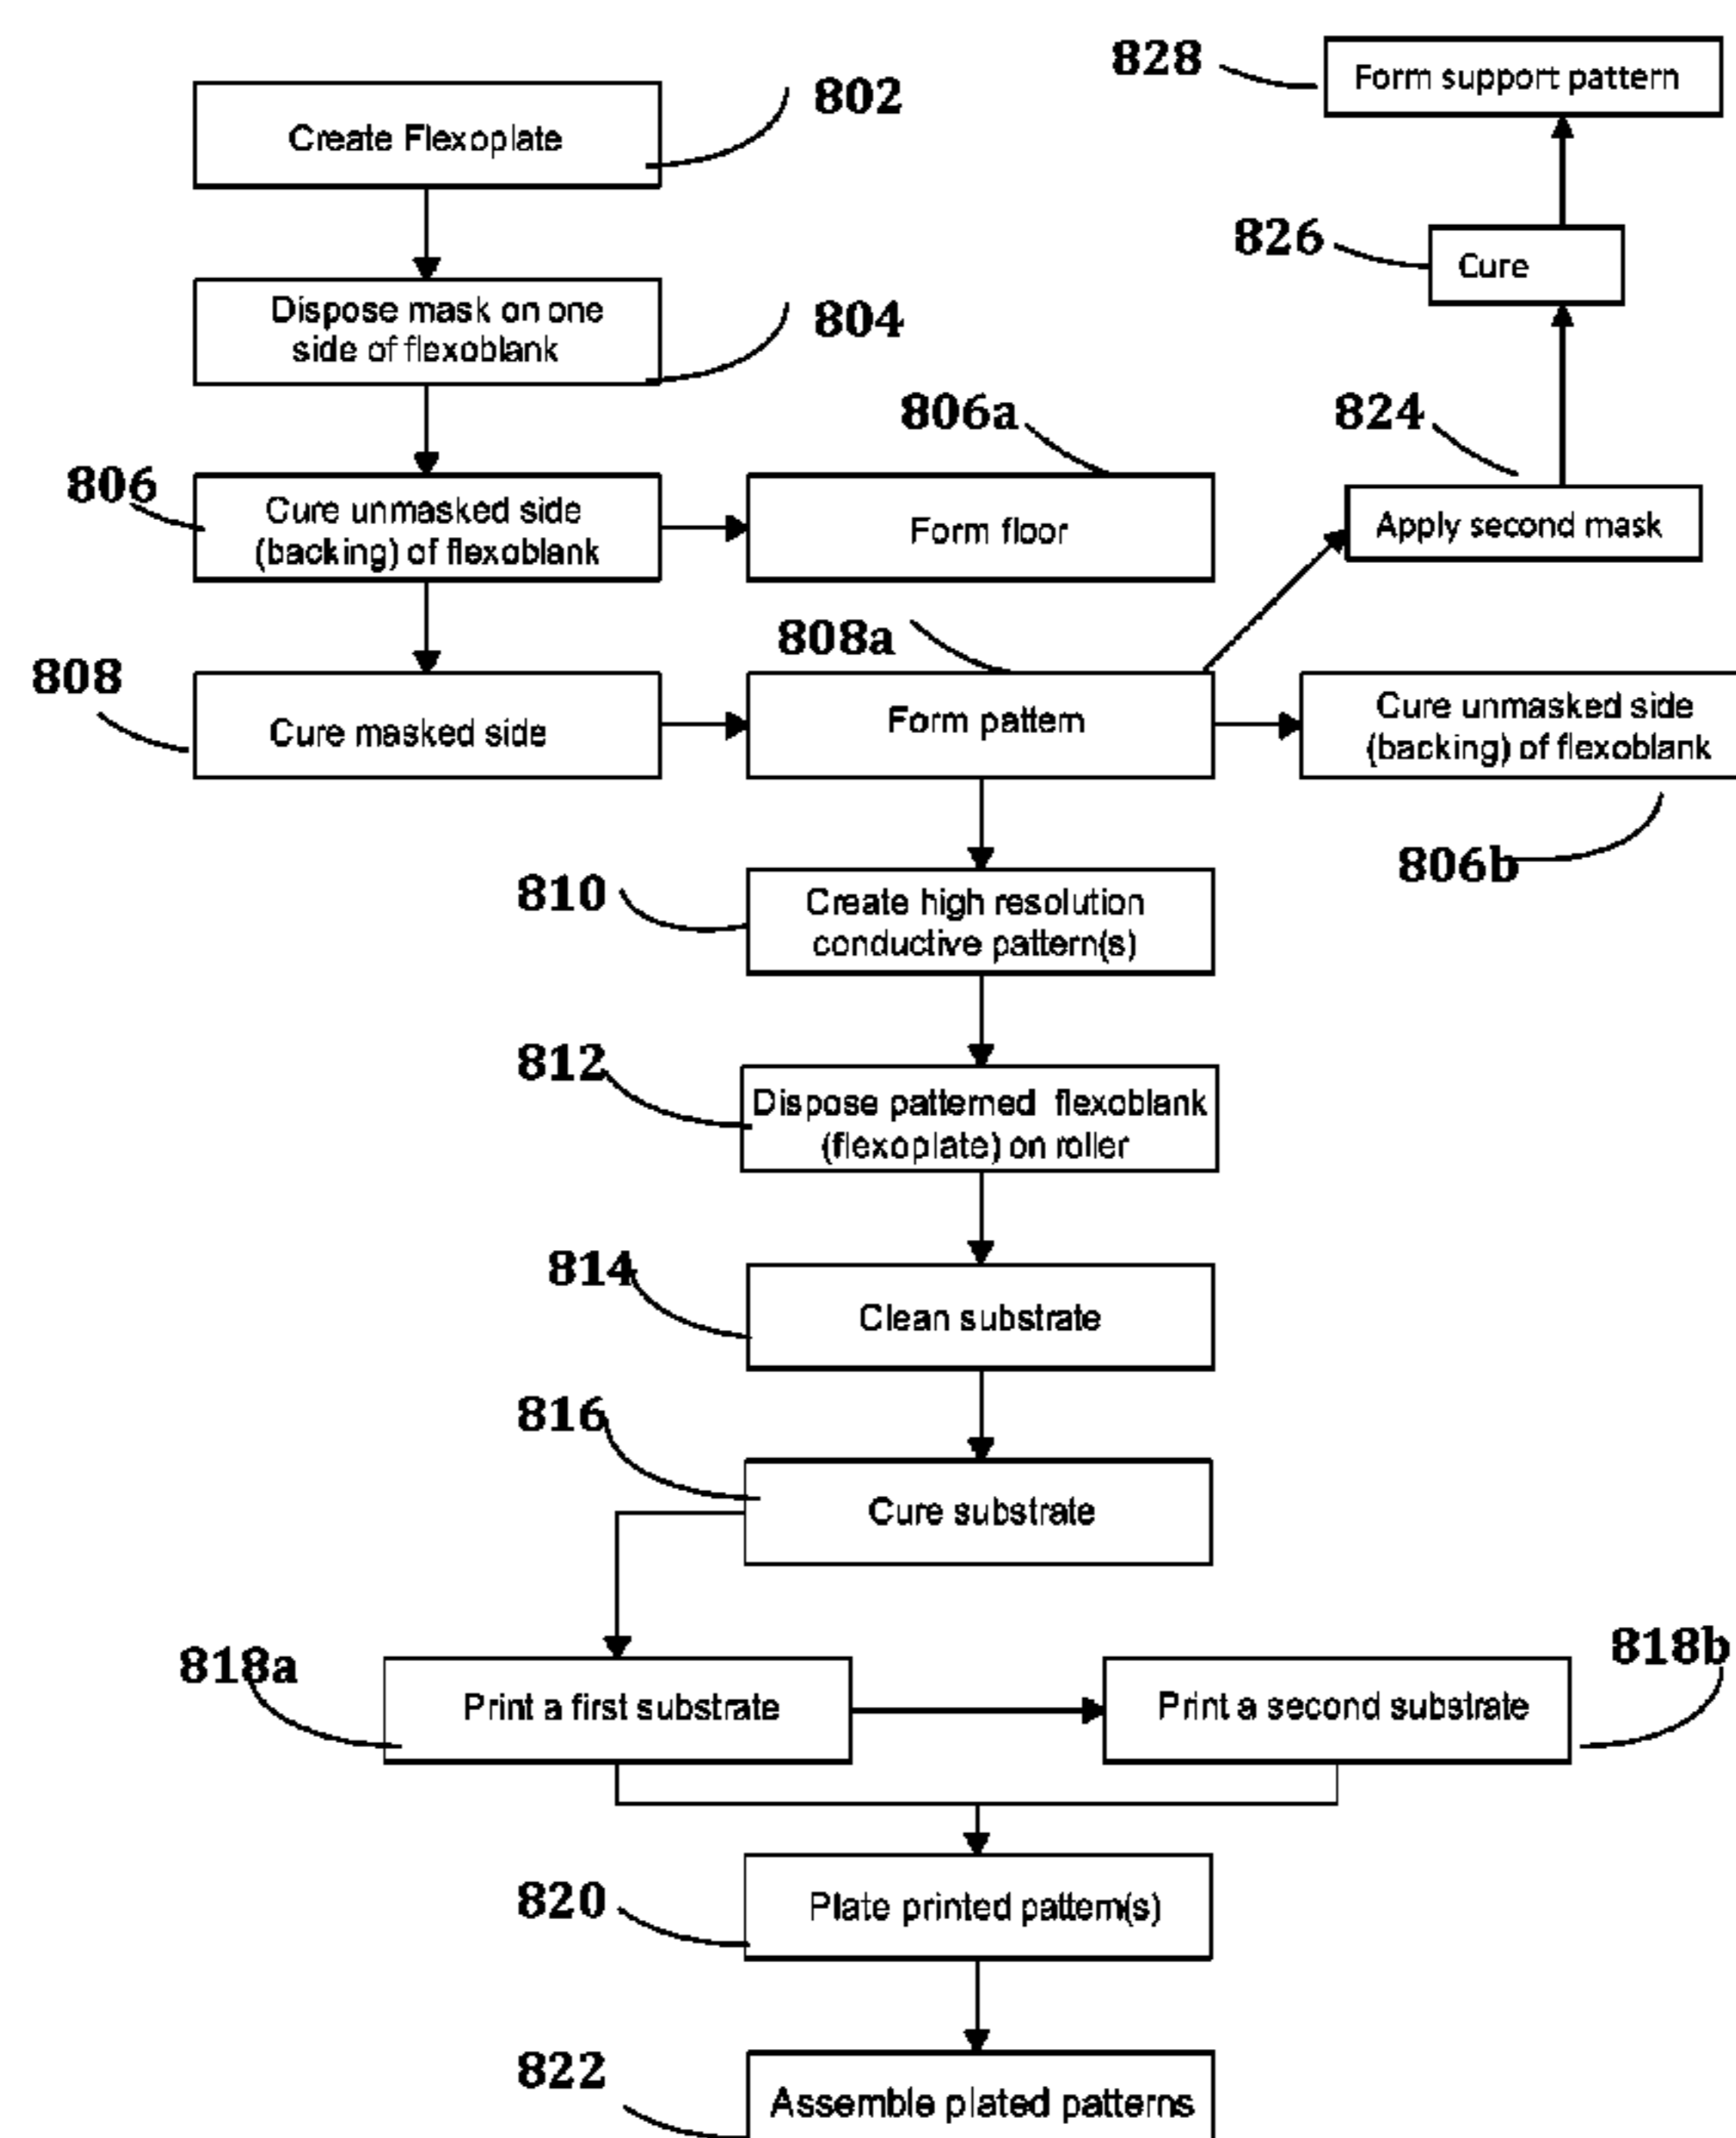 828
Form support pattern
802
Create Flexoplate
826
Cure
Dispose mask on one
side of flexoblank
804
806a
824
806
Cure unmasked side
(backing) of flexoblank
Form floor
Apply second mask
808a
808
Cure masked side
Form pattern
Cure unmasked side
(backing) of flexoblank
806b
810
Create high resolution
conductive pattern(s)
812
Dispose patterned flexoblank
(flexoplate) on roller
814
Clean substrate
816
Cure substrate
818a
Print a first substrate
Print a second substrate
818b
820
Plate printed pattern(s)
822
Assemble plated patterns